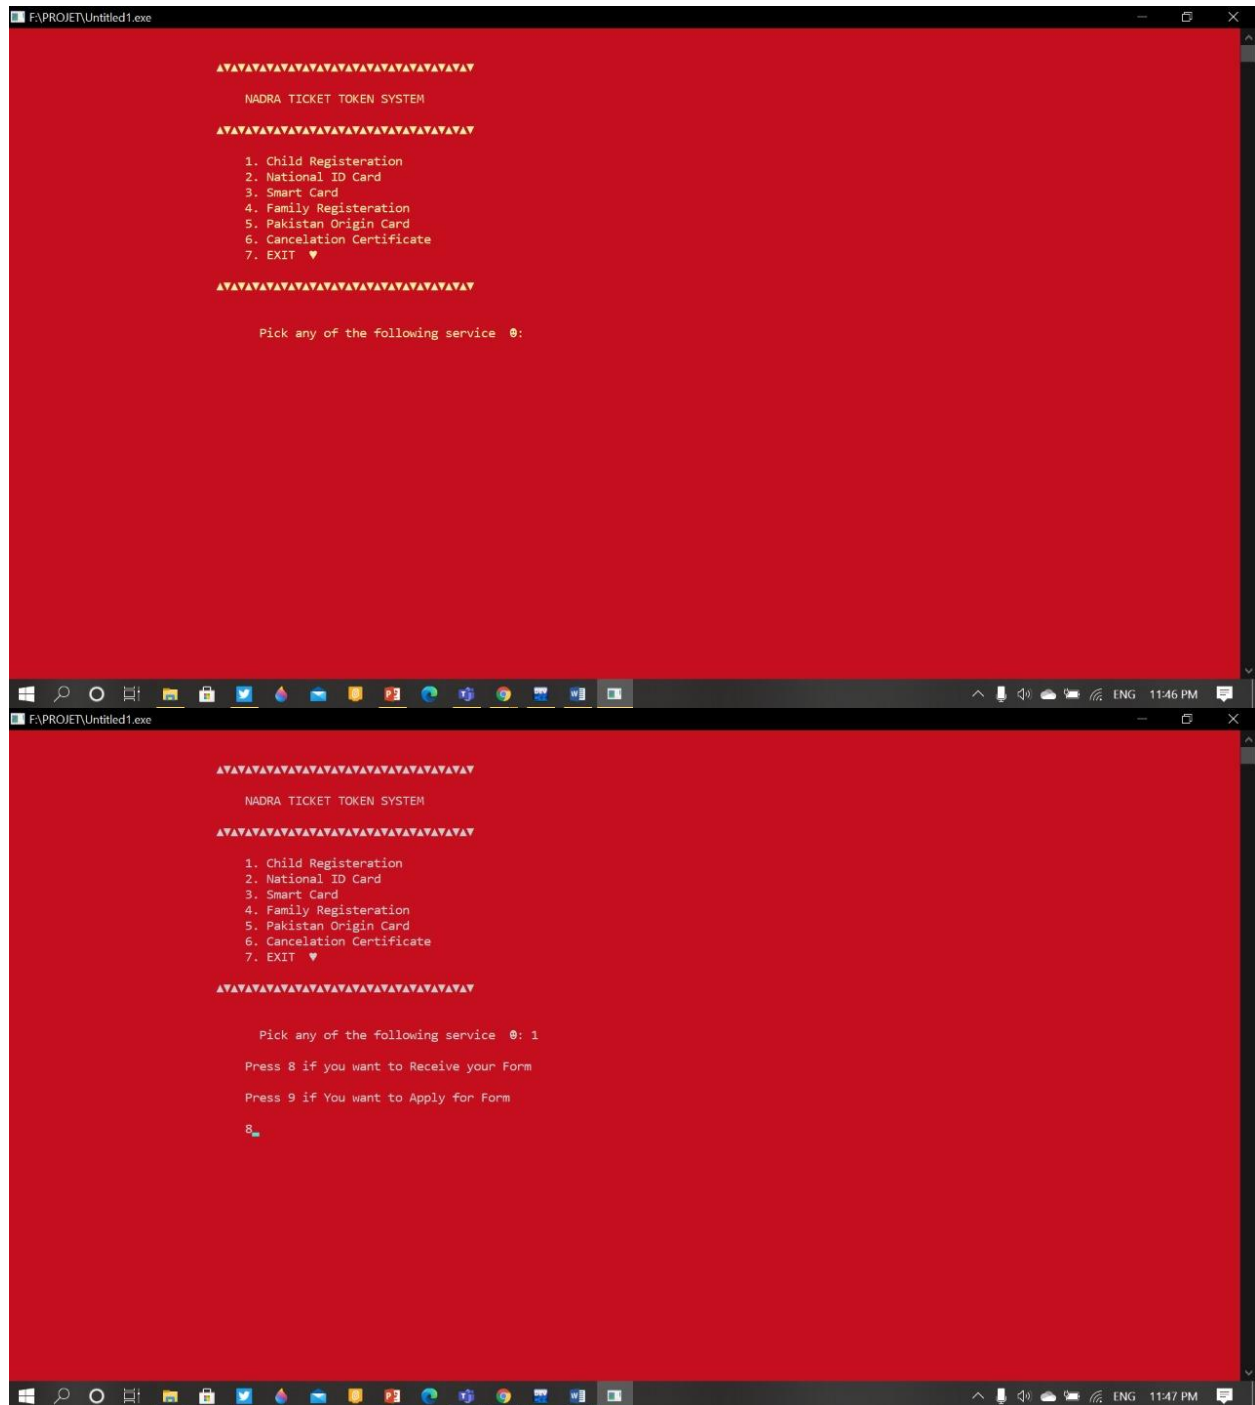 F:\PROJET\Untitled1.exe
▲▼▲▼▲▼▲▼▲▼▲▼▲▼▲▼▲▼▲▼▲▼▲▼▲▼▲▼▲▼▲▼▲▼▲▼
NADRA TICKET TOKEN SYSTEM
▲▼▲▼▲▼▲▼▲▼▲▼▲▼▲▼▲▼▲▼▲▼▲▼▲▼▲▼▲▼▲▼▲▼▲▼
1. Child Registeration
2. National ID Card
3. Smart Card
4. Family Registeration
5. Pakistan Origin Card
6. Cancelation Certificate
7. EXIT ♥
▲▼▲▼▲▼▲▼▲▼▲▼▲▼▲▼▲▼▲▼▲▼▲▼▲▼▲▼▲▼▲▼▲▼▲▼
Pick any of the following service ☻:
ENG 11:46 PM
F:\PROJET\Untitled1.exe
▲▼▲▼▲▼▲▼▲▼▲▼▲▼▲▼▲▼▲▼▲▼▲▼▲▼▲▼▲▼▲▼▲▼▲▼
NADRA TICKET TOKEN SYSTEM
▲▼▲▼▲▼▲▼▲▼▲▼▲▼▲▼▲▼▲▼▲▼▲▼▲▼▲▼▲▼▲▼▲▼▲▼
1. Child Registeration
2. National ID Card
3. Smart Card
4. Family Registeration
5. Pakistan Origin Card
6. Cancelation Certificate
7. EXIT ♥
▲▼▲▼▲▼▲▼▲▼▲▼▲▼▲▼▲▼▲▼▲▼▲▼▲▼▲▼▲▼▲▼▲▼▲▼
Pick any of the following service ☻: 1
Press 8 if you want to Receive your Form
Press 9 if You want to Apply for Form
8
ENG 11:47 PM